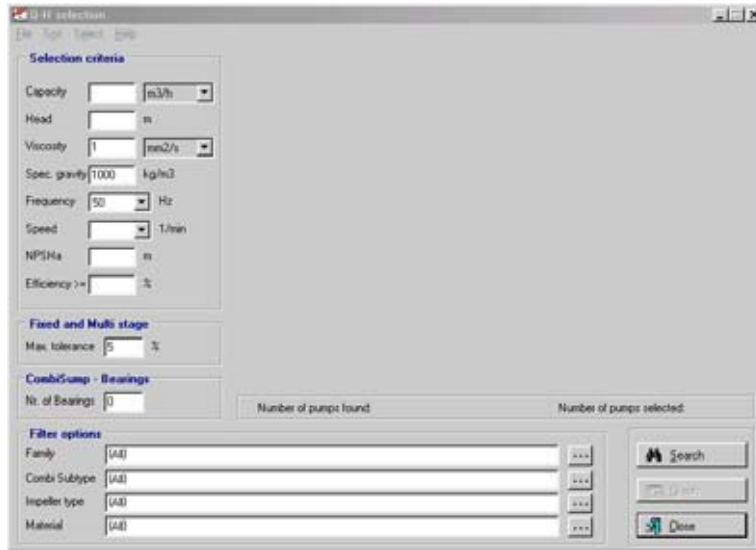 Q-H selection
File Tool Select Help
Selection criteria
Capacity m3/h
Head m
Viscosity 1 mm2/s
Spec. gravity 1000 kg/m3
Frequency 50 Hz
Speed 1/min
NPSHa m
Efficiency >= %
Fixed and Multi stage
Max. tolerance 5 %
CombiSump - Bearings
Nr. of Bearings 0
Number of pumps found: Number of pumps selected:
Filter options
Family (All) ...
Combi Subtype (All) ...
Impeller type (All) ...
Material (All) ...
Search
Close